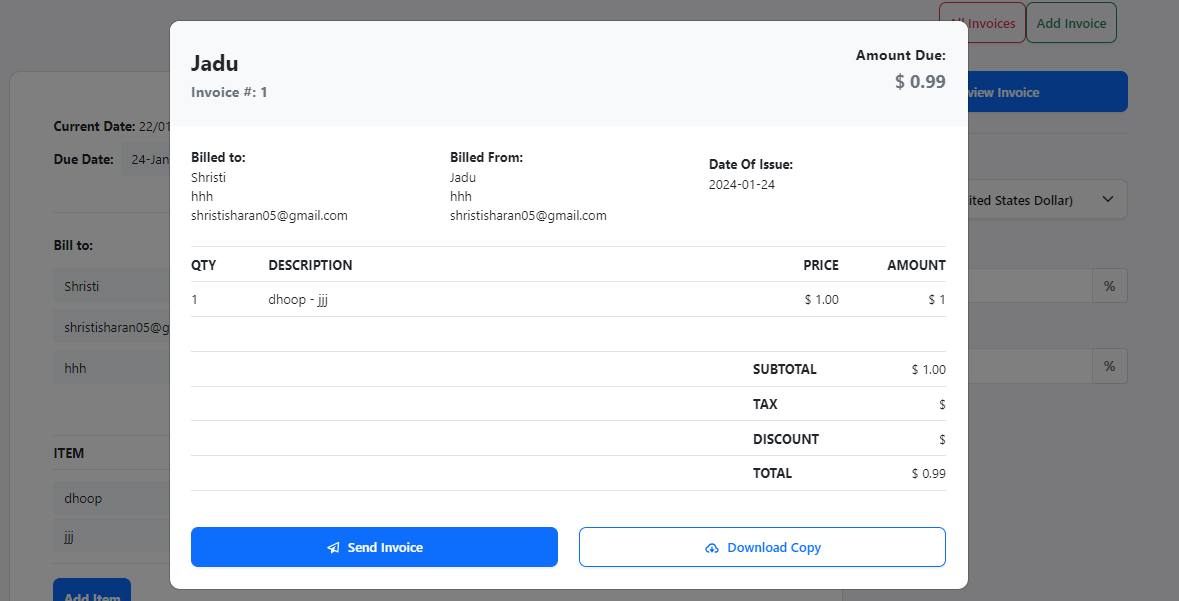 All Invoices Add Invoice
Jadu
Invoice #: 1
Amount Due:
$ 0.99
view Invoice
Current Date: 22/01
Due Date: 24-Jan
Billed to:
Shristi
hhh
shristisharan05@gmail.com
Billed From:
Jadu
hhh
shristisharan05@gmail.com
Date Of Issue:
2024-01-24
ited States Dollar)
Bill to:
Shristi
shristisharan05@g
hhh
%
%
QTY DESCRIPTION PRICE AMOUNT
1 dhoop - jjj $ 1.00 $ 1
SUBTOTAL $ 1.00
TAX $
DISCOUNT $
TOTAL $ 0.99
ITEM
dhoop
jjj
Add Item
Send Invoice
Download Copy